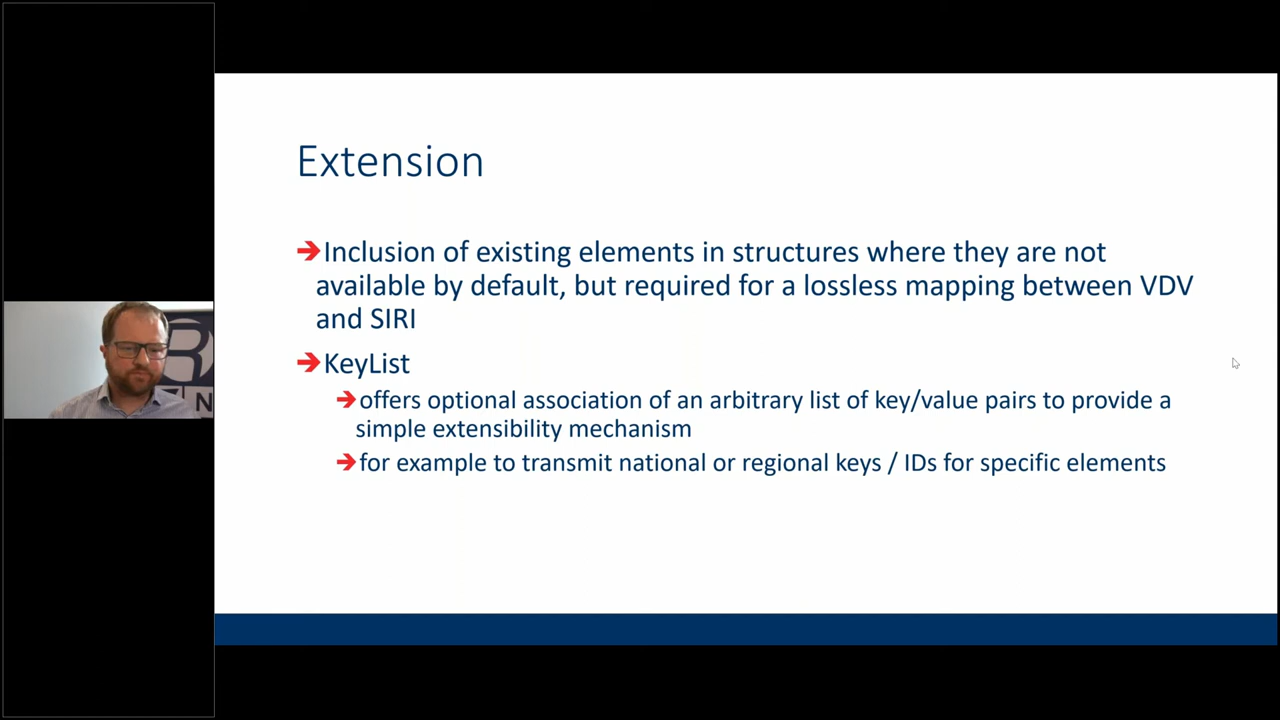 Extension
➔Inclusion of existing elements in structures where they are not
available by default, but required for a lossless mapping between VDV
and SIRI
➔KeyList
➔offers optional association of an arbitrary list of key/value pairs to provide a
simple extensibility mechanism
➔for example to transmit national or regional keys / IDs for specific elements
R
N